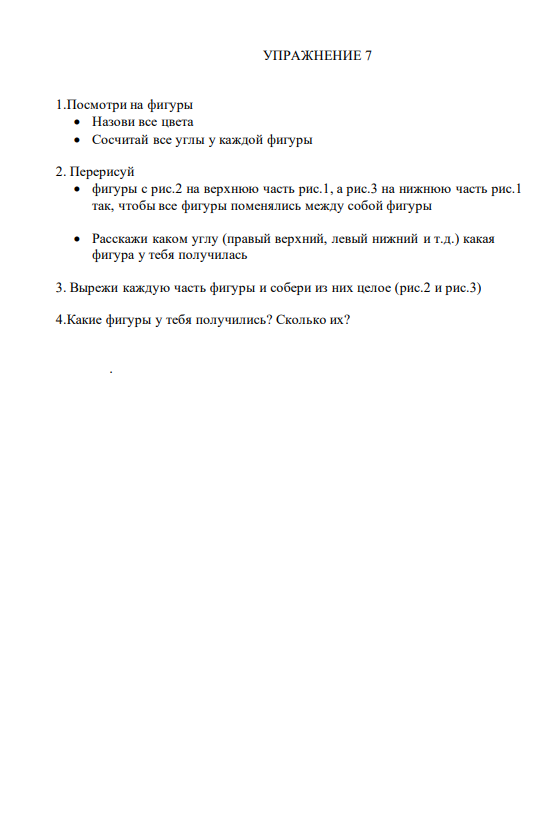 УПРАЖНЕНИЕ 7
1.Посмотри на фигуры
• Назови все цвета
• Сосчитай все углы у каждой фигуры
2. Перерисуй
• фигуры с рис.2 на верхнюю часть рис.1, а рис.3 на нижнюю часть рис.1
так, чтобы все фигуры поменялись между собой фигуры
• Расскажи каком углу (правый верхний, левый нижний и т.д.) какая
фигура у тебя получилась
3. Вырежи каждую часть фигуры и собери из них целое (рис.2 и рис.3)
4.Какие фигуры у тебя получились? Сколько их?
.